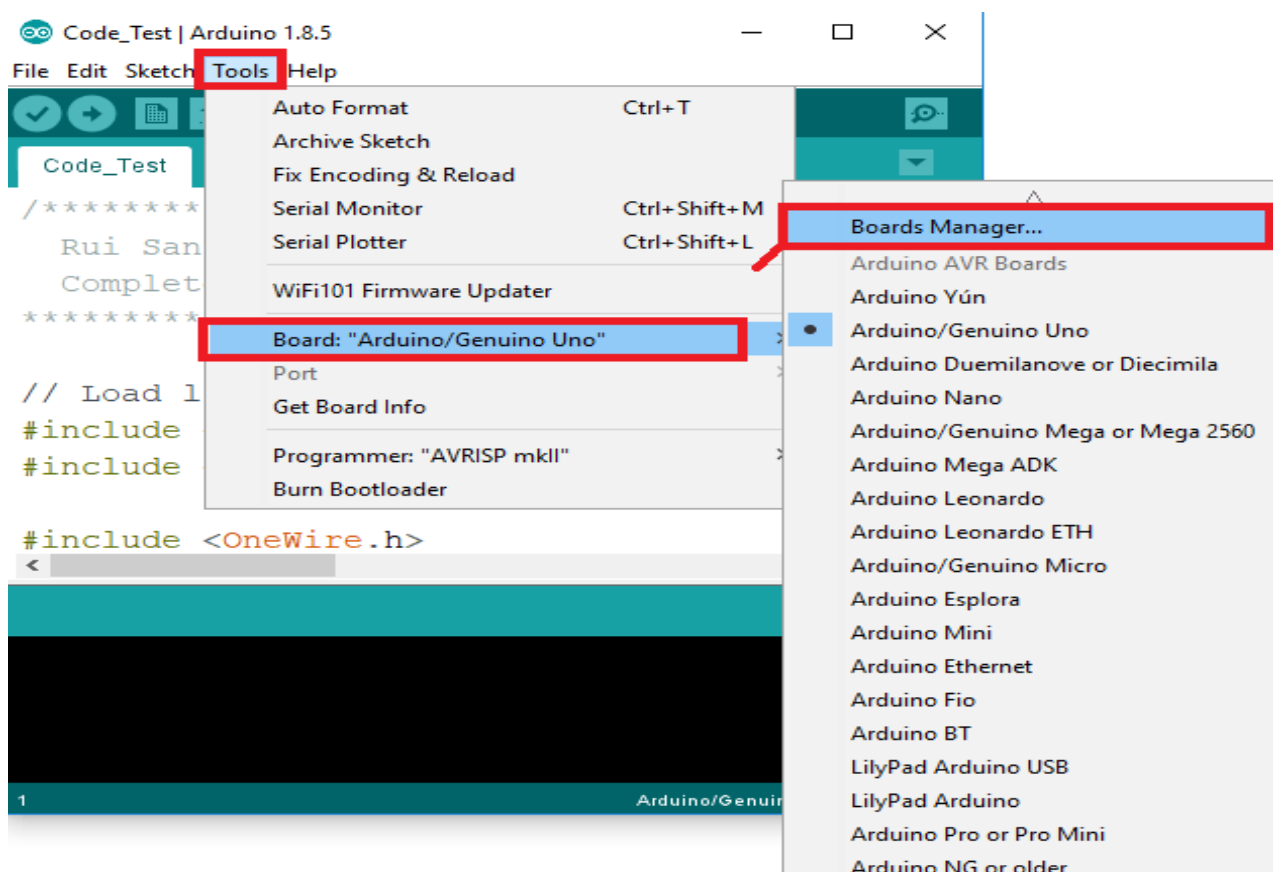 Code_Test | Arduino 1.8.5
File Edit Sketch Tools Help
Code_Test
/********
Rui San
Complet
*********
// Load l
#include
#include
#include <OneWire.h>
1
Arduino/Genuin
Auto Format Ctrl+T
Archive Sketch
Fix Encoding & Reload
Serial Monitor Ctrl+Shift+M
Serial Plotter Ctrl+Shift+L
WiFi101 Firmware Updater
Board: "Arduino/Genuino Uno"
Port
Get Board Info
Programmer: "AVRISP mkII"
Burn Bootloader
Boards Manager...
Arduino AVR Boards
Arduino Yún
Arduino/Genuino Uno
Arduino Duemilanove or Diecimila
Arduino Nano
Arduino/Genuino Mega or Mega 2560
Arduino Mega ADK
Arduino Leonardo
Arduino Leonardo ETH
Arduino/Genuino Micro
Arduino Esplora
Arduino Mini
Arduino Ethernet
Arduino Fio
Arduino BT
LilyPad Arduino USB
LilyPad Arduino
Arduino Pro or Pro Mini
Arduino NG or older